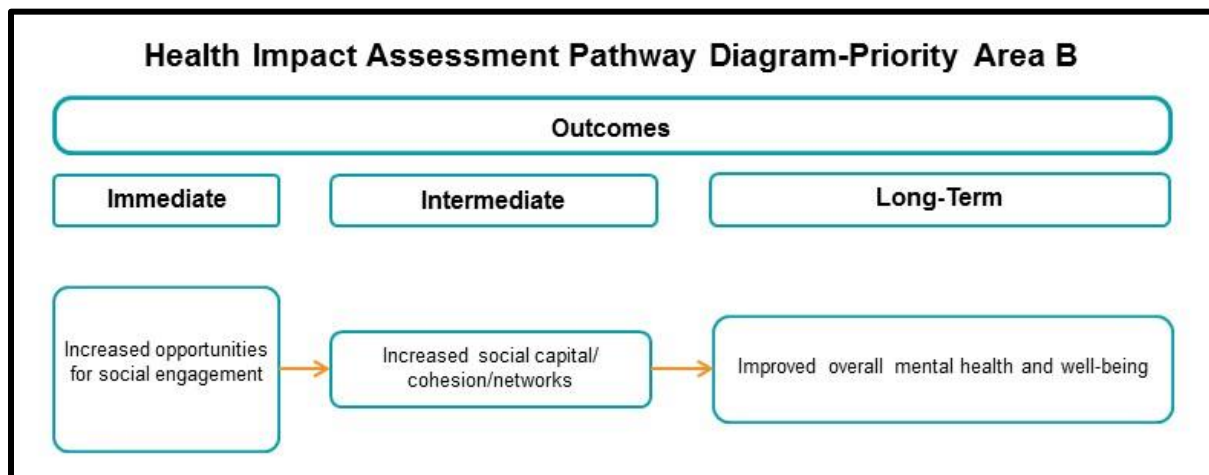 Health Impact Assessment Pathway Diagram-Priority Area B
Outcomes
Immediate
Intermediate
Long-Term
Increased opportunities
for social engagement
Increased social capital/
cohesion/networks
Improved overall mental health and well-being